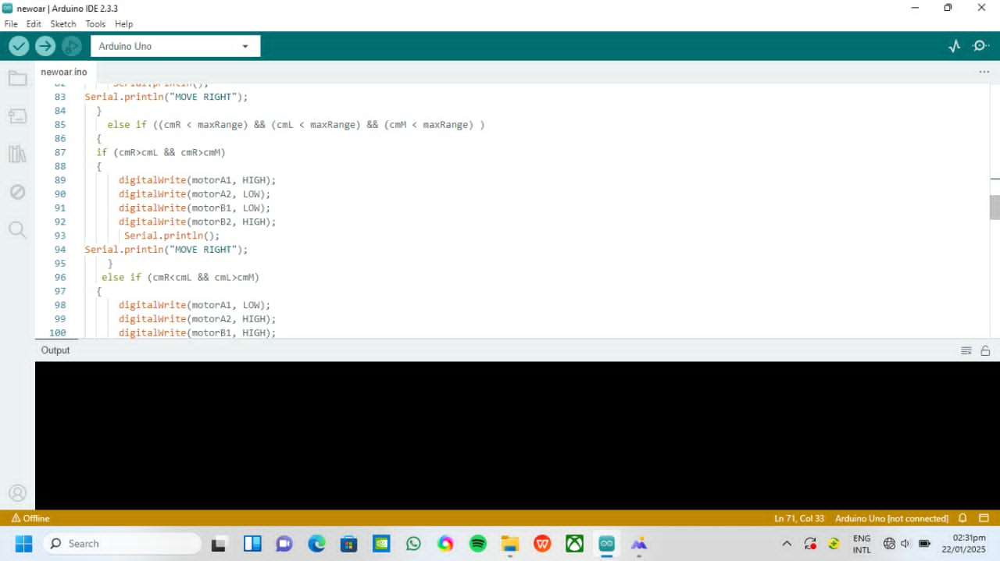 newoar | Arduino IDE 2.3.3
File Edit Sketch Tools Help
Arduino Uno
newoar.ino
82 Serial.println();
83 Serial.println("MOVE RIGHT");
84 }
85 else if ((cmR < maxRange) && (cmL < maxRange) && (cmM < maxRange) )
86 {
87 if (cmR>cmL && cmR>cmM)
88 {
89 digitalWrite(motorA1, HIGH);
90 digitalWrite(motorA2, LOW);
91 digitalWrite(motorB1, LOW);
92 digitalWrite(motorB2, HIGH);
93 Serial.println();
94 Serial.println("MOVE RIGHT");
95 }
96 else if (cmR<cmL && cmL>cmM)
97 {
98 digitalWrite(motorA1, LOW);
99 digitalWrite(motorA2, HIGH);
100 digitalWrite(motorB1, HIGH);
Output
Offline
Ln 71, Col 33 Arduino Uno [not connected]
Search
ENG
INTL
02:31pm
22/01/2025